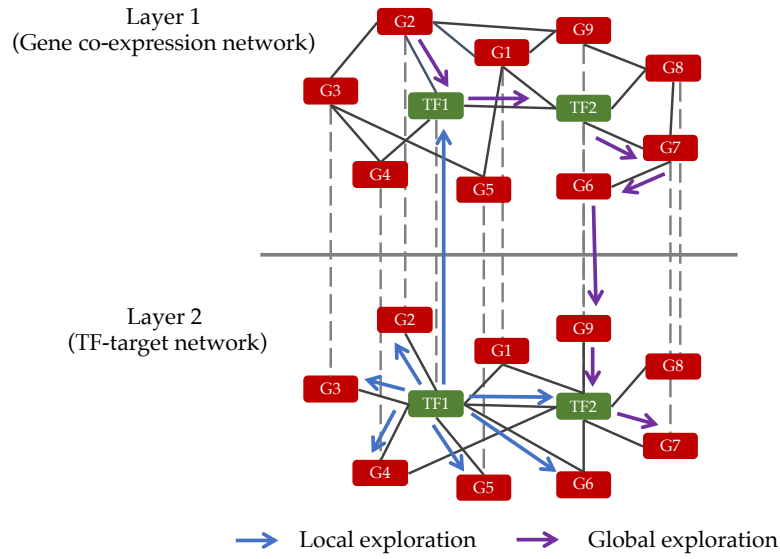 Layer 1
(Gene co-expression network)
G2
G9
G1
G8
G3
TF1
TF2
G7
G4
G5
G6
Layer 2
(TF-target network)
G2
G9
G1
G8
G3
TF1
TF2
G7
G4
G5
G6
Local exploration
Global exploration